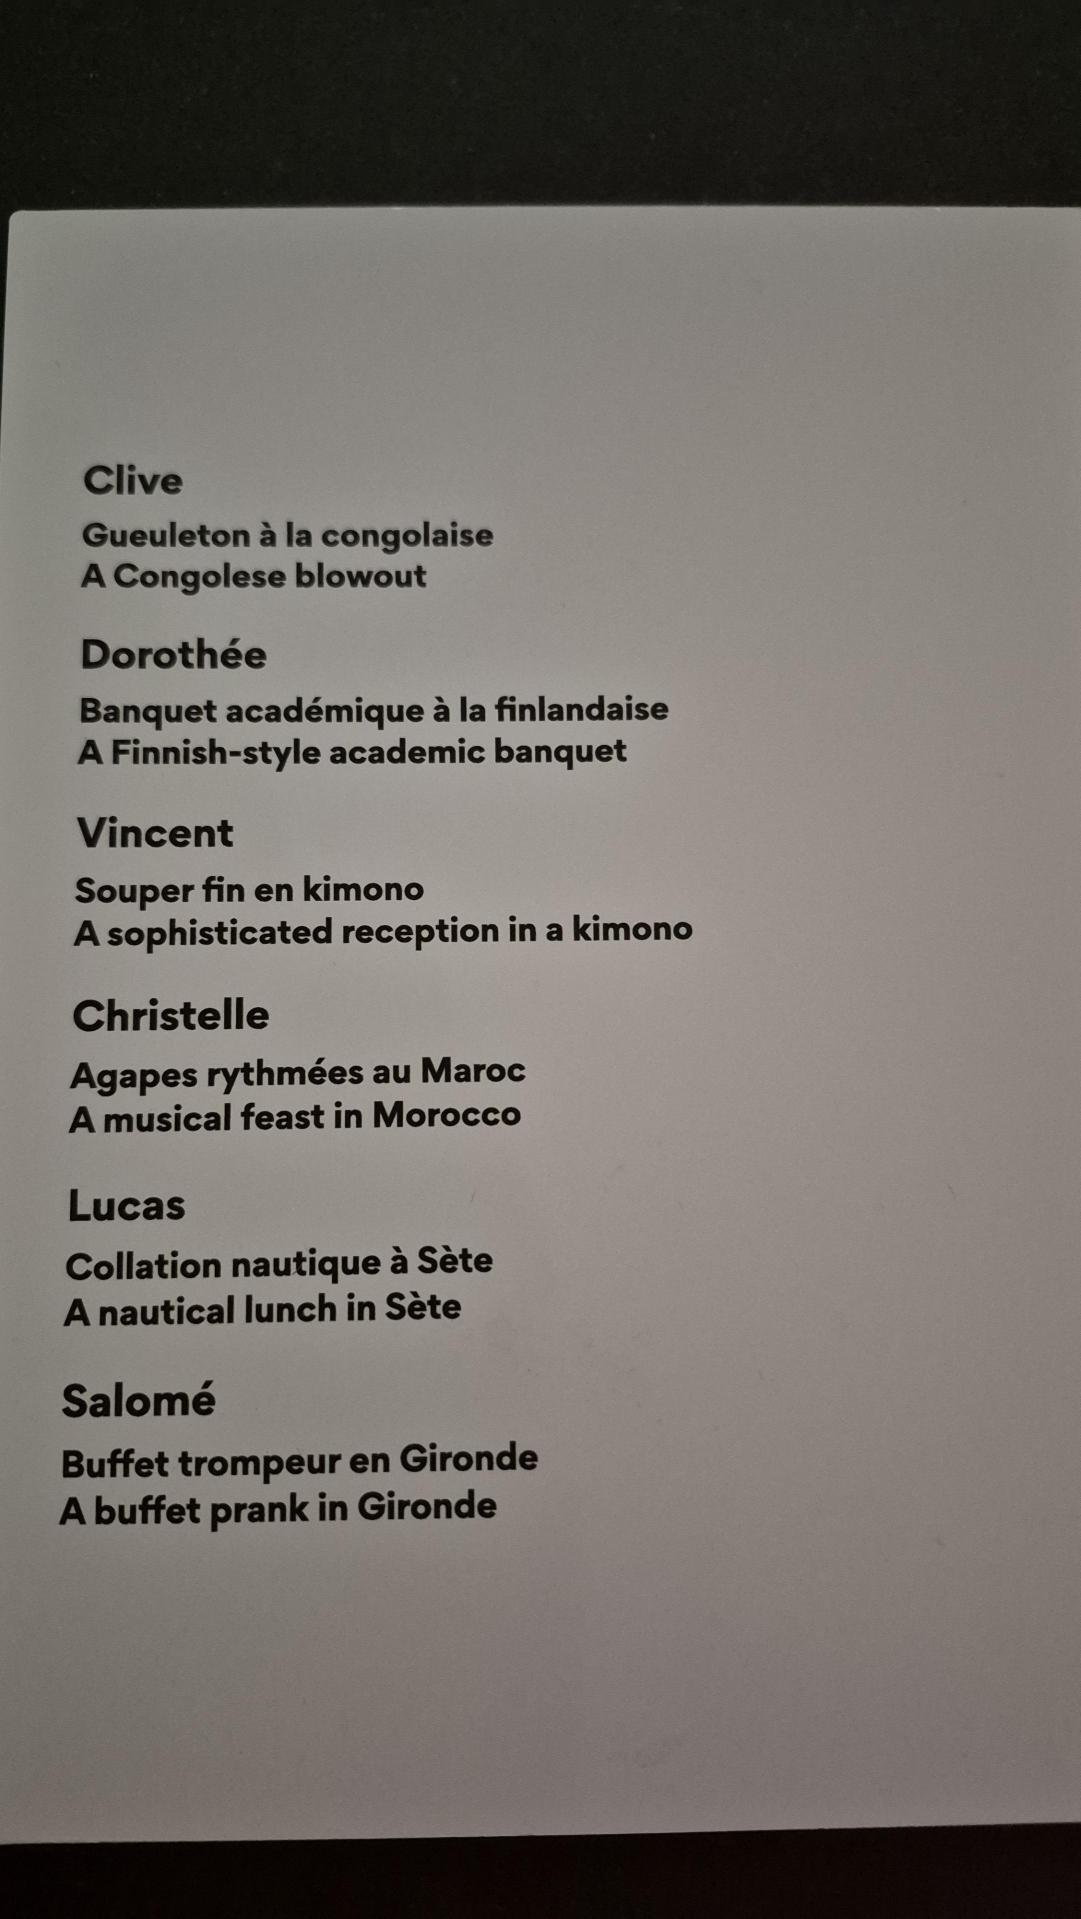 Clive
Gueuleton à la congolaise
A Congolese blowout
Dorothée
Banquet académique à la finlandaise
A Finnish-style academic banquet
Vincent
Souper fin en kimono
A sophisticated reception in a kimono
Christelle
Agapes rythmées au Maroc
A musical feast in Morocco
Lucas
Collation nautique à Sète
A nautical lunch in Sète
Salomé
Buffet trompeur en Gironde
A buffet prank in Gironde